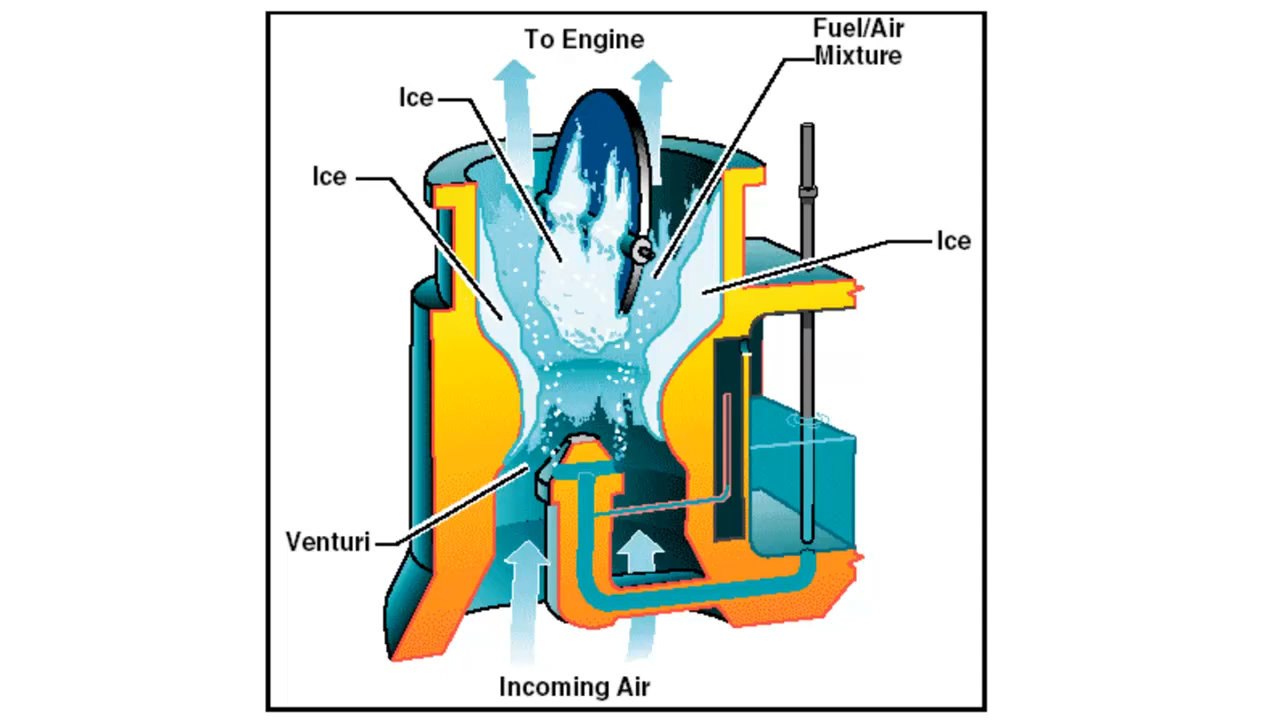 To Engine
Fuel/Air
Mixture
Ice
Ice
Ice
Venturi
Incoming Air